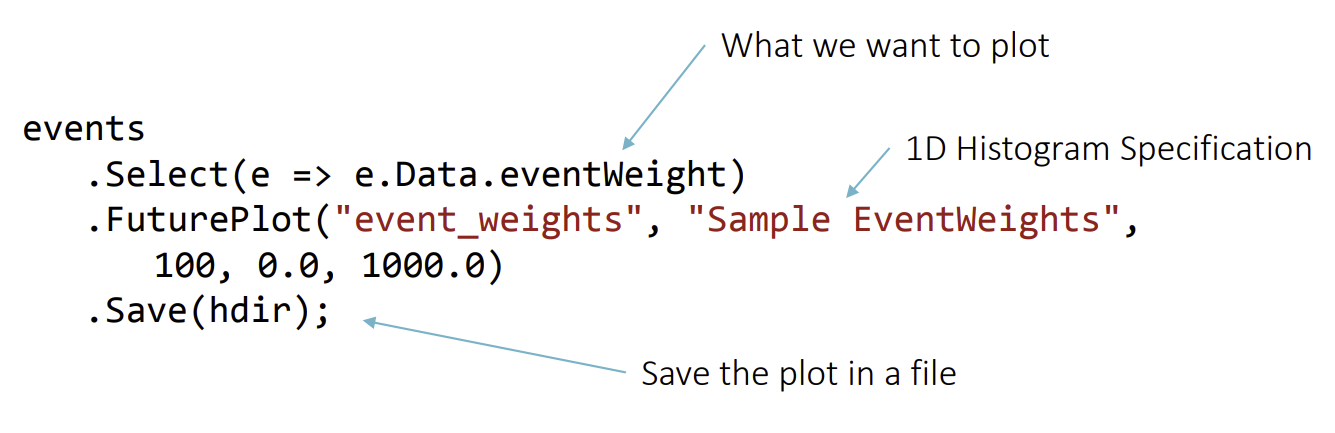 What we want to plot
events
1D Histogram Specification
.Select(e => e.Data.eventWeight)
.FuturePlot("event_weights", "Sample EventWeights",
100, 0.0, 1000.0)
.Save(hdir);
Save the plot in a file